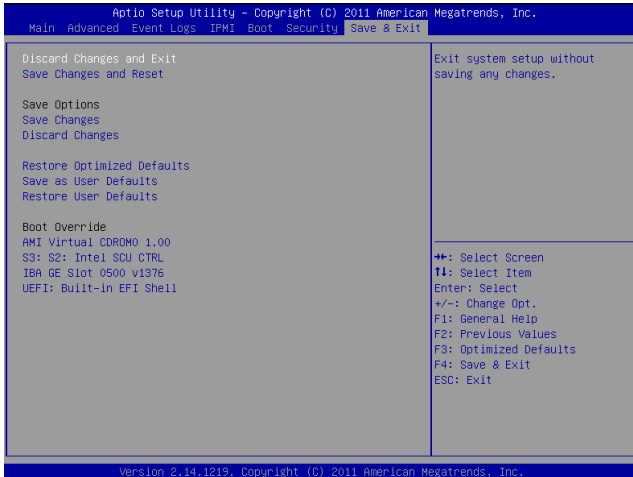 Aptio Setup Utility – Copyright (C) 2011 American Megatrends, Inc.
Main Advanced Event Logs IPMI Boot Security Save & Exit
Discard Changes and Exit
Save Changes and Reset
Save Options
Save Changes
Discard Changes
Restore Optimized Defaults
Save as User Defaults
Restore User Defaults
Boot Override
AMI Virtual CDROM0 1.00
S3: S2: Intel SCU CTRL
IBA GE Slot 0500 v1376
UEFI: Built-in EFI Shell
Exit system setup without
saving any changes.
→←: Select Screen
↑↓: Select Item
Enter: Select
+/-: Change Opt.
F1: General Help
F2: Previous Values
F3: Optimized Defaults
F4: Save & Exit
ESC: Exit
Version 2.14.1219. Copyright (C) 2011 American Megatrends, Inc.